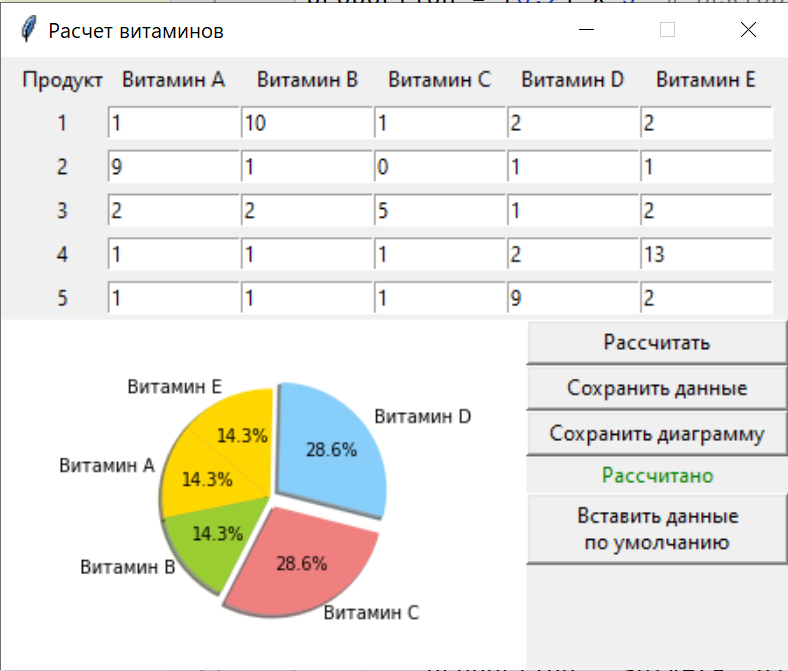 Расчет витаминов
Продукт Витамин A Витамин B Витамин C Витамин D Витамин E
1 1 10 1 2 2
2 9 1 0 1 1
3 2 2 5 1 2
4 1 1 1 2 13
5 1 1 1 9 2
Рассчитать
Сохранить данные
Сохранить диаграмму
Рассчитано
Вставить данные
по умолчанию
Витамин E
14.3%
Витамин D
28.6%
Витамин A
14.3%
Витамин B
14.3%
Витамин C
28.6%